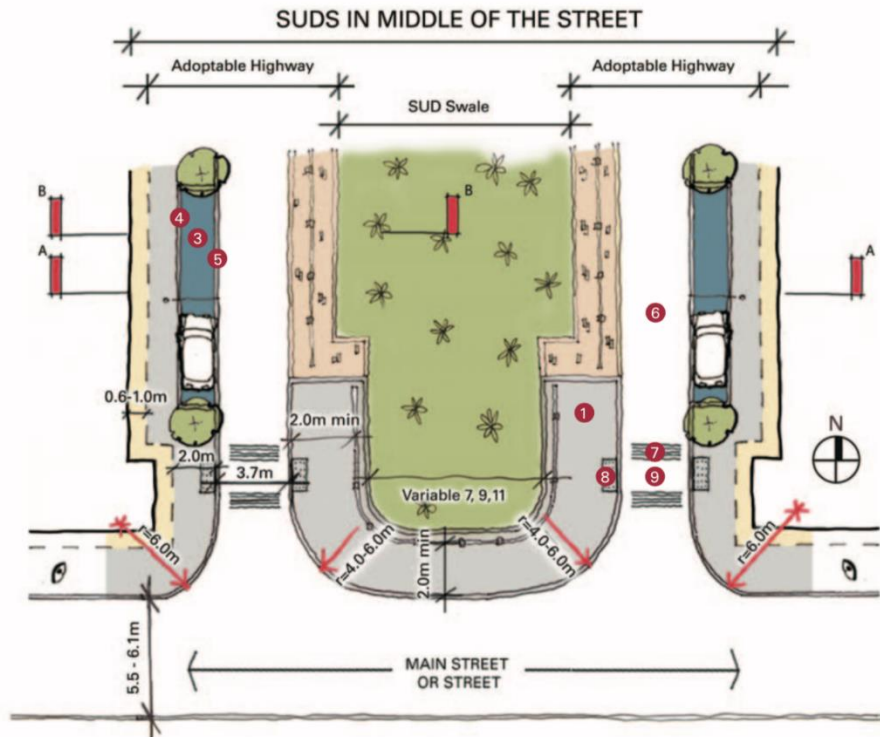 SUDS IN MIDDLE OF THE STREET
Adoptable Highway
Adoptable Highway
SUD Swale
B
B
4
3
A
5
A
6
0.6-1.0m
2.0m min
1
N
2.0m
3.7m
7
8
9
Variable 7, 9, 11
r=6.0m
r=4.0-6.0m
2.0m min
r=4.0-6.0m
r=6.0m
5.5 - 6.1m
MAIN STREET
OR STREET